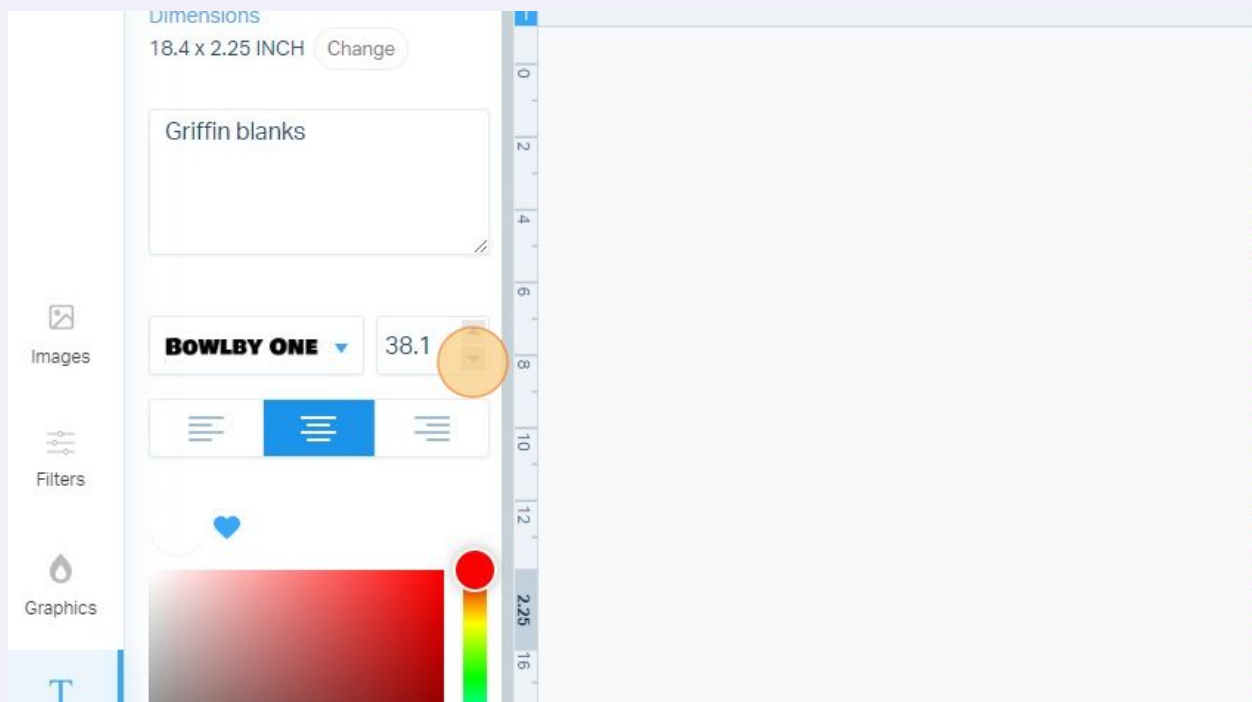 Dimensions
18.4 x 2.25 INCH Change
Griffin blanks
BOWLBY ONE 38.1
Images
Filters
Graphics
T
0
2
4
6
8
10
12
2.25
16